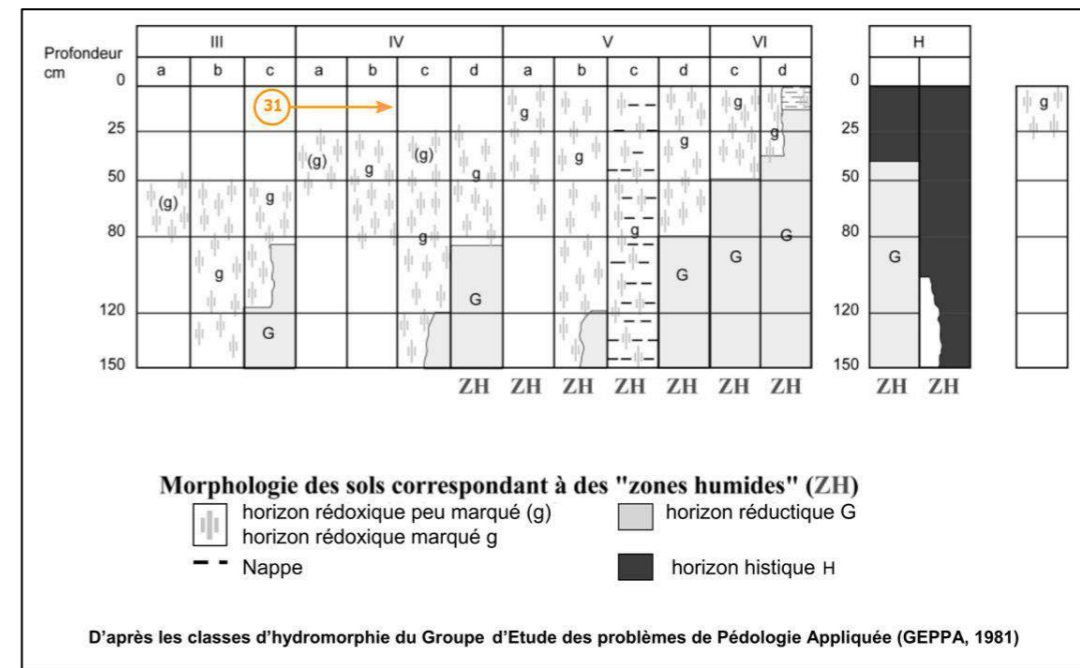 III IV V VI H
Profondeur
cm
a b c a b c d a b c d c d
0 0
31
25 25
50 50
80 80
120 120
150 150
(g) g g G (g) g (g) g g G g g g g G g G g G g G
ZH ZH ZH ZH ZH ZH ZH ZH ZH
Morphologie des sols correspondant à des "zones humides" (ZH)
horizon rédoxique peu marqué (g) horizon réductique G
horizon rédoxique marqué g
Nappe horizon histique H
D'après les classes d'hydromorphie du Groupe d'Etude des problèmes de Pédologie Appliquée (GEPPA, 1981)